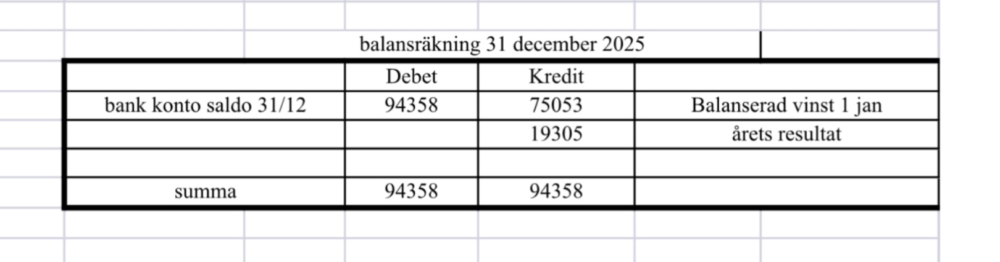 balansräkning 31 december 2025
Debet Kredit
bank konto saldo 31/12 94358 75053 Balanserad vinst 1 jan
19305 årets resultat
summa 94358 94358